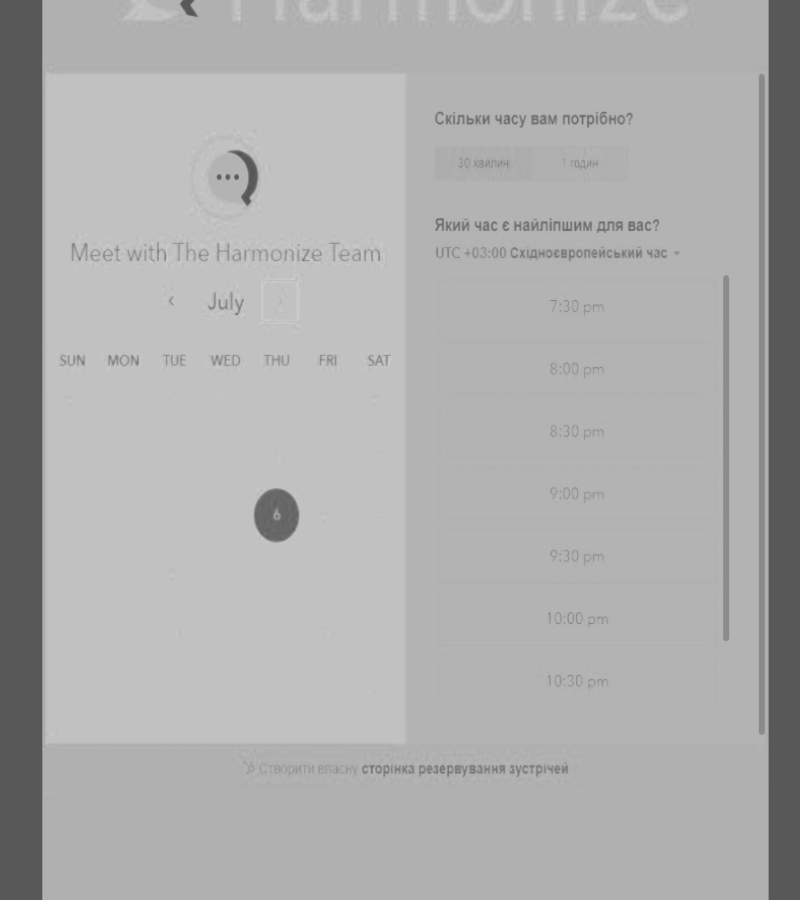 Harmonize
Meet with The Harmonize Team
‹ July ›
SUN MON TUE WED THU FRI SAT
6
Скільки часу вам потрібно?
30 хвилин 1 годин
Який час є найліпшим для вас?
UTC +03:00 Східноєвропейський час
7:30 pm
8:00 pm
8:30 pm
9:00 pm
9:30 pm
10:00 pm
10:30 pm
Створити власну сторінка резервування зустрічей